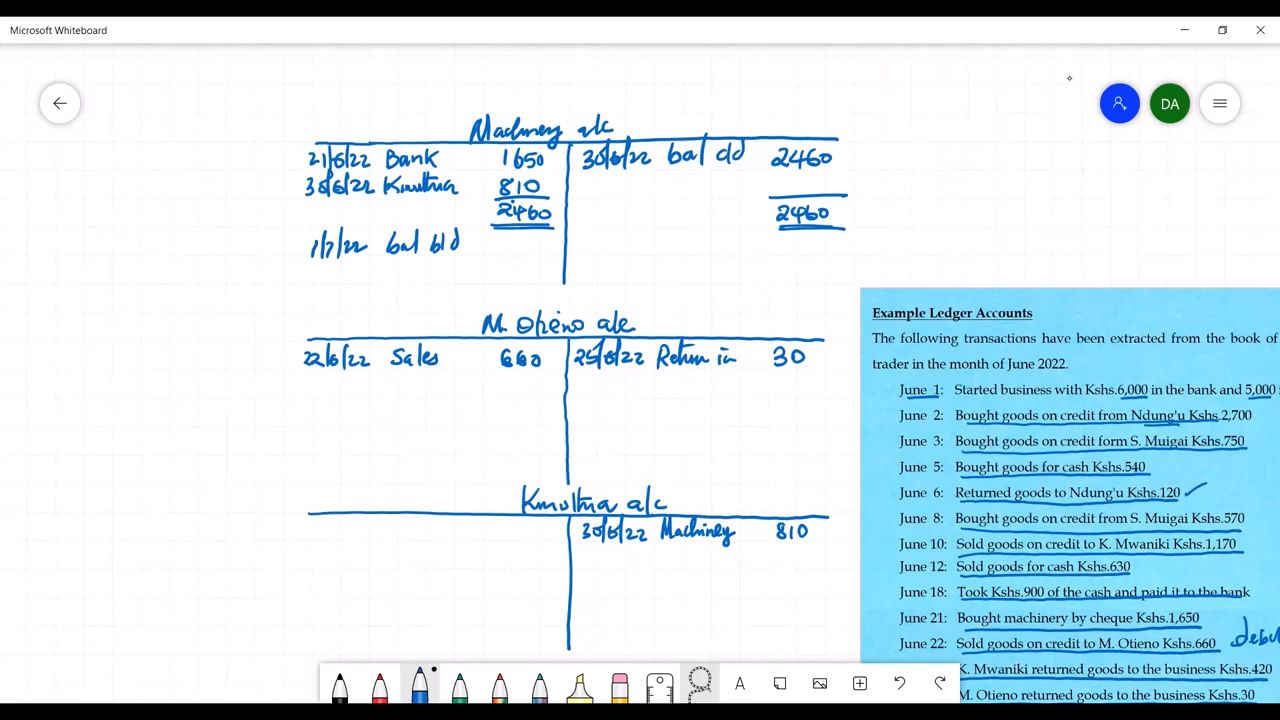 Microsoft Whiteboard
DA
Machinery a/c
21/6/22 Bank 1650 30/6/22 bal c/d 2460
30/6/22 Kmuthia 810
2460 2460
1/7/22 bal b/d
M. Otieno a/c
22/6/22 Sales 660 25/6/22 Return in 30
Kmuthia a/c
30/6/22 Machinery 810
Example Ledger Accounts
The following transactions have been extracted from the book of
trader in the month of June 2022.
June 1: Started business with Kshs.6,000 in the bank and 5,000 i
June 2: Bought goods on credit from Ndung'u Kshs.2,700
June 3: Bought goods on credit form S. Muigai Kshs.750
June 5: Bought goods for cash Kshs.540
June 6: Returned goods to Ndung'u Kshs.120
June 8: Bought goods on credit from S. Muigai Kshs.570
June 10: Sold goods on credit to K. Mwaniki Kshs.1,170
June 12: Sold goods for cash Kshs.630
June 18: Took Kshs.900 of the cash and paid it to the bank
June 21: Bought machinery by cheque Kshs.1,650
June 22: Sold goods on credit to M. Otieno Kshs.660
K. Mwaniki returned goods to the business Kshs.420
M. Otieno returned goods to the business Kshs.30